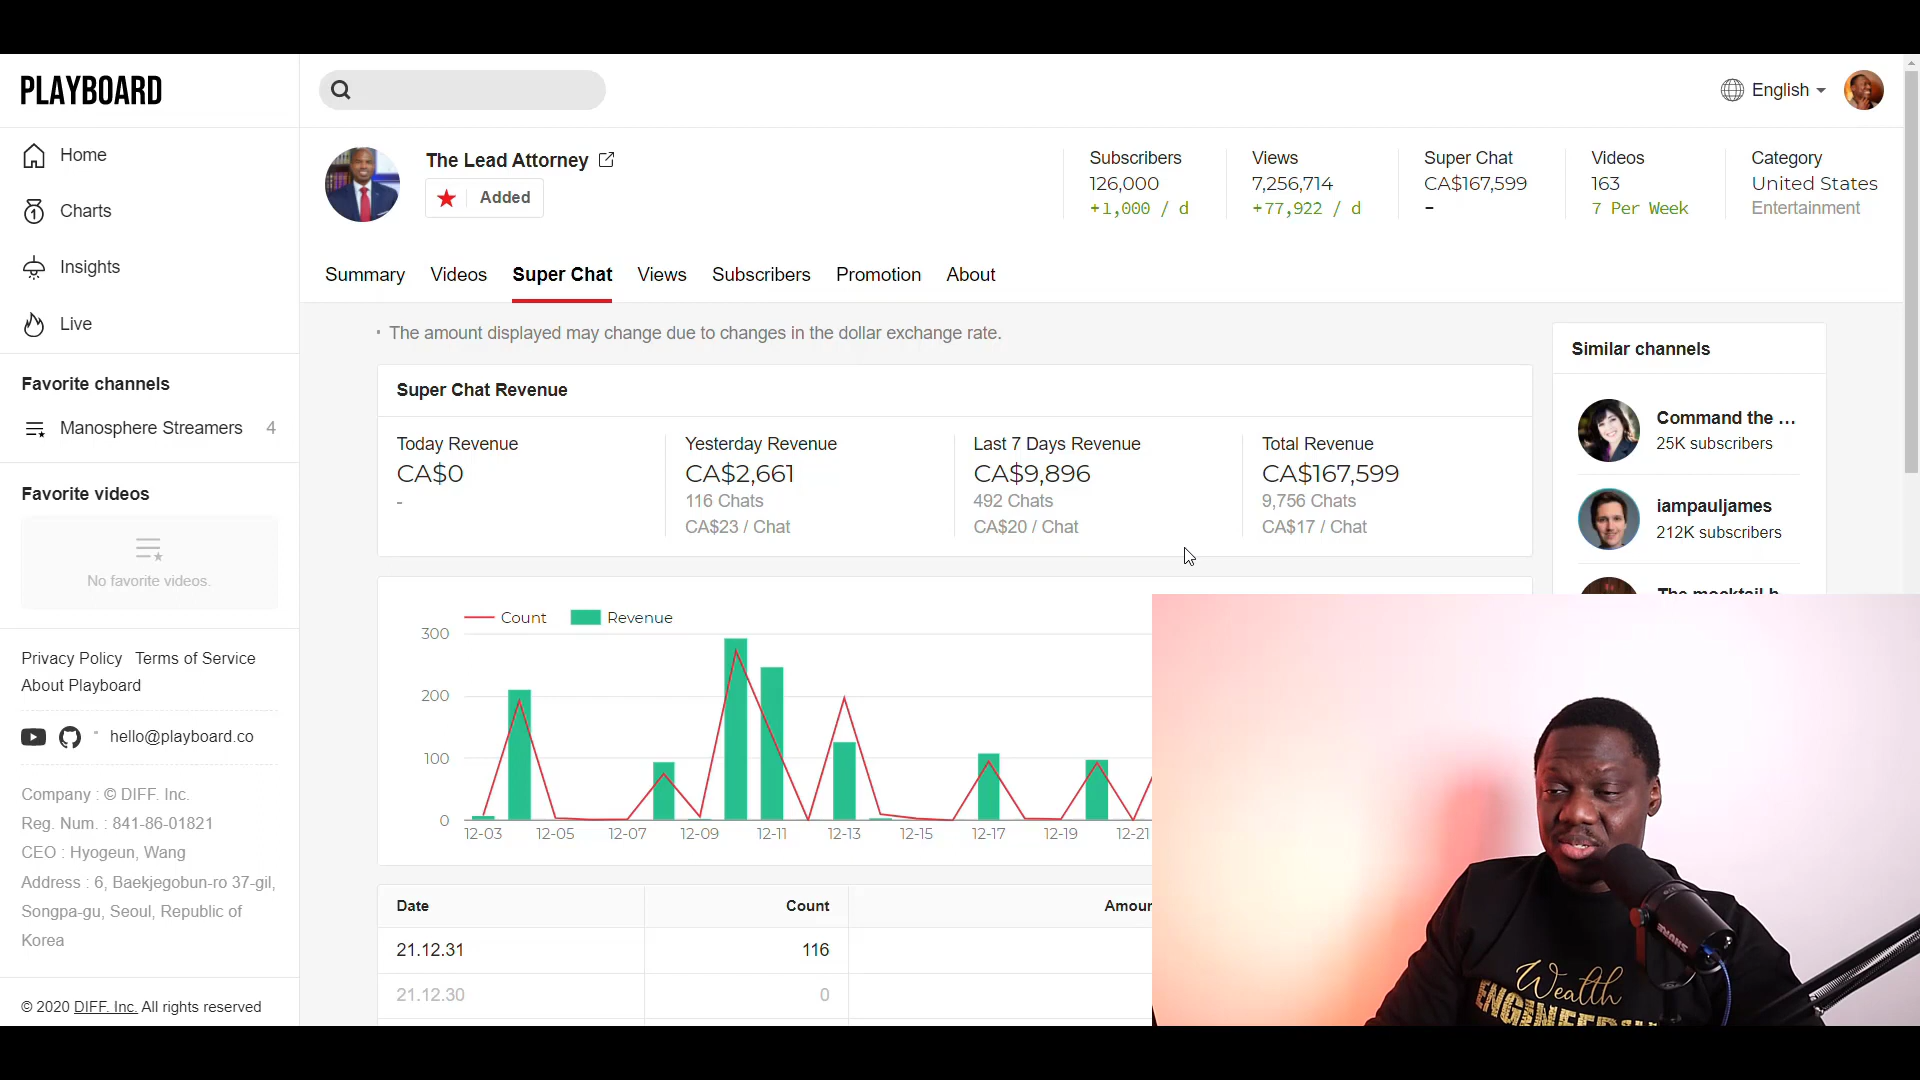 PLAYBOARD
English
Home
Charts
Insights
Live
Favorite channels
Manosphere Streamers 4
Favorite videos
No favorite videos.
Privacy Policy Terms of Service
About Playboard
hello@playboard.co
Company : © DIFF. Inc.
Reg. Num. : 841-86-01821
CEO : Hyogeun, Wang
Address : 6, Baekjegobun-ro 37-gil,
Songpa-gu, Seoul, Republic of
Korea
© 2020 DIFF. Inc. All rights reserved
The Lead Attorney
Added
Subscribers
126,000
+1,000 / d
Views
7,256,714
+77,922 / d
Super Chat
CA$167,599
-
Videos
163
7 Per Week
Category
United States
Entertainment
Summary Videos Super Chat Views Subscribers Promotion About
• The amount displayed may change due to changes in the dollar exchange rate.
Super Chat Revenue
Today Revenue
CA$0
-
Yesterday Revenue
CA$2,661
116 Chats
CA$23 / Chat
Last 7 Days Revenue
CA$9,896
492 Chats
CA$20 / Chat
Total Revenue
CA$167,599
9,756 Chats
CA$17 / Chat
Count Revenue
300
200
100
0
12-03 12-05 12-07 12-09 12-11 12-13 12-15 12-17 12-19 12-21
Date Count Amoun
21.12.31 116
21.12.30 0
Similar channels
Command the ...
25K subscribers
iampauljames
212K subscribers
Wealth
ENGINEERING